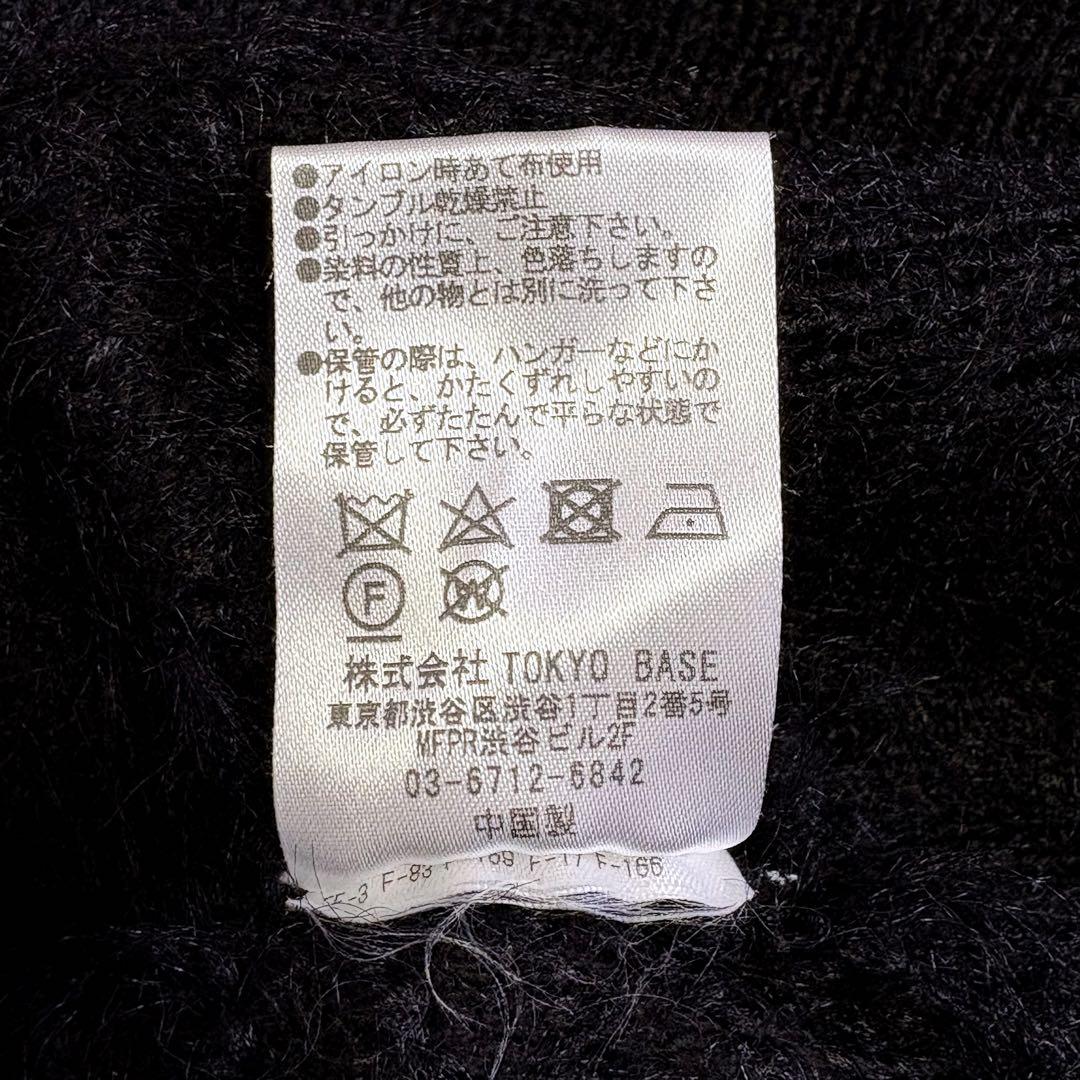 ●アイロン時あて布使用
●タンブル乾燥禁止
●引っかけに、ご注意下さい。
●染料の性質上、色落ちしますの
で、他の物とは別に洗って下さ
い。
●保管の際は、ハンガーなどにか
けると、かたくずれしやすいの
で、必ずたたんで平らな状態で
保管して下さい。
F
W
株式会社 TOKYO BASE
東京都渋谷区渋谷1丁目2番5号
MFPR渋谷ビル2F
03-6712-6842
中国製
F-83 F-17 F-166